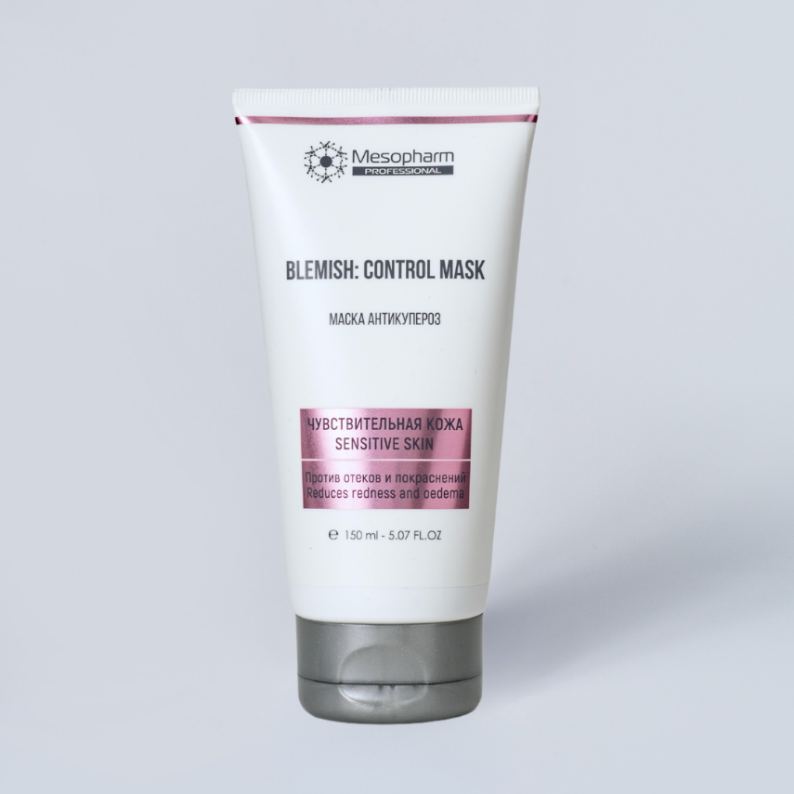 Mesopharm
PROFESSIONAL
BLEMISH: CONTROL MASK
МАСКА АНТИКУПЕРОЗ
ЧУВСТВИТЕЛЬНАЯ КОЖА
SENSITIVE SKIN
Против отеков и покраснений
Reduces redness and oedema
℮ 150 ml - 5.07 FL.OZ